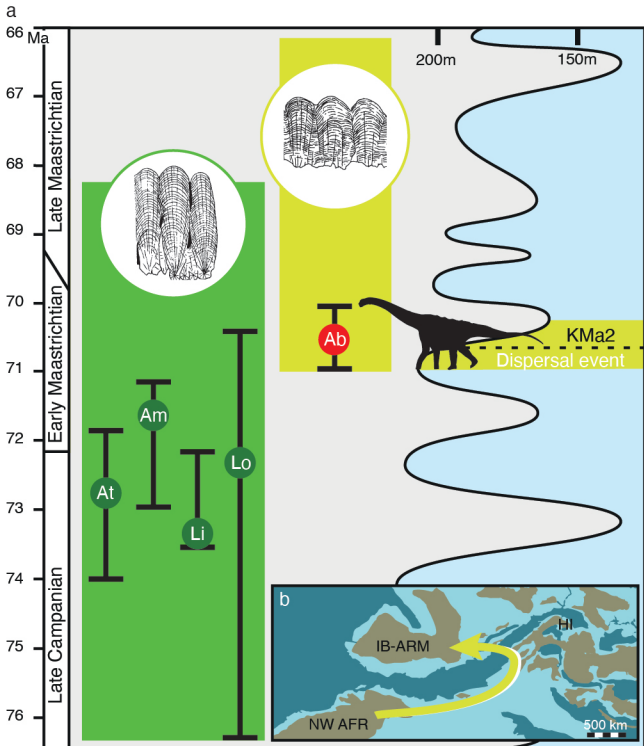 a
66
Ma
200m
150m
67
68
69
70
71
72
73
74
75
76
Late Maastrichtian
Early Maastrichtian
Late Campanian
Ab
KMa2
Dispersal event
Am
At
Lo
Li
b
HI
IB-ARM
NW AFR
500 km